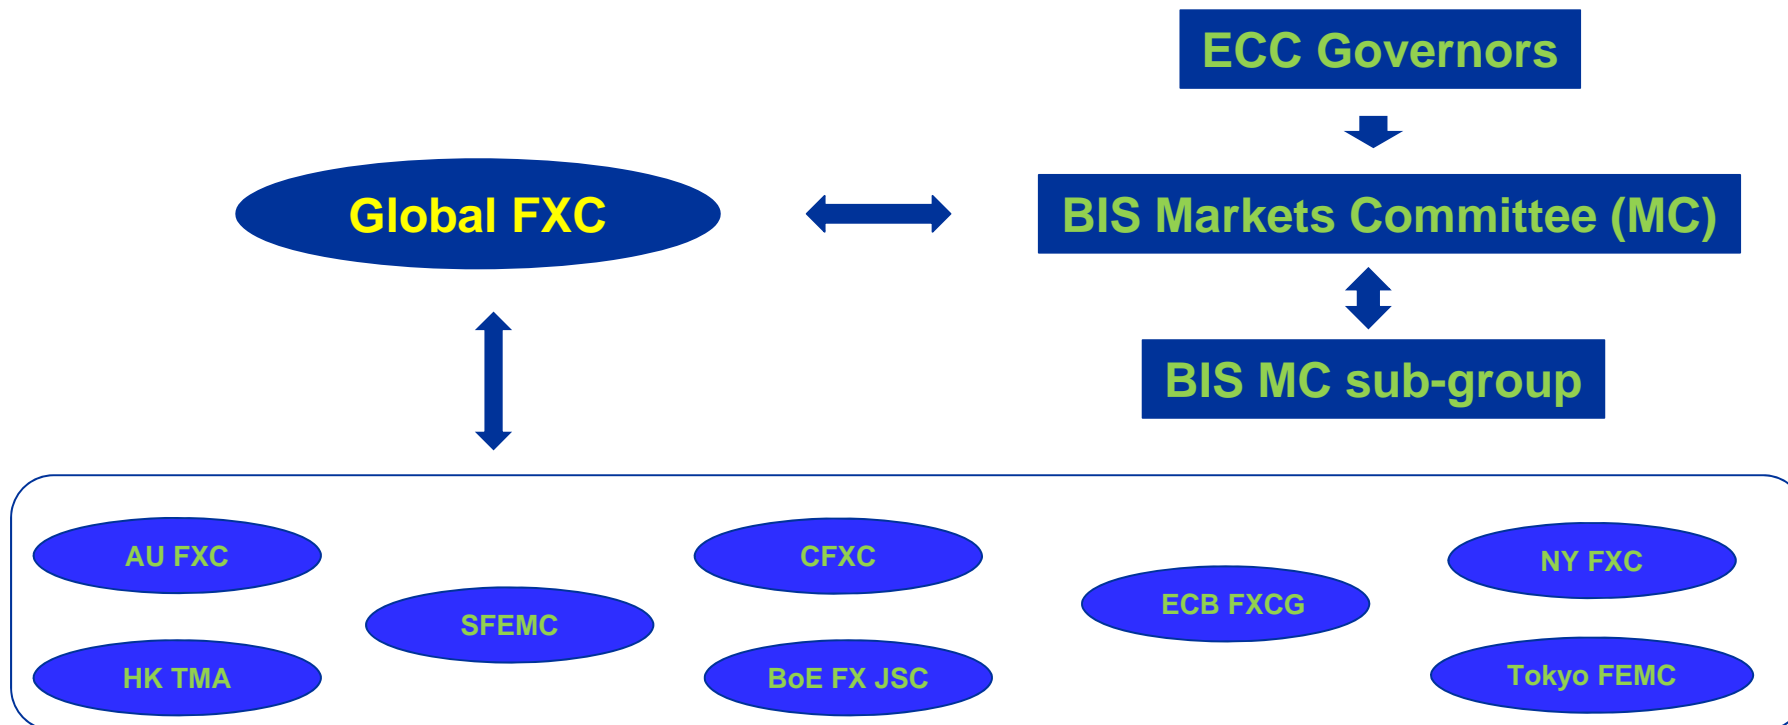 ECC Governors
Global FXC
BIS Markets Committee (MC)
BIS MC sub-group
AU FXC
CFXC
NY FXC
ECB FXCG
SFEMC
HK TMA
BoE FX JSC
Tokyo FEMC